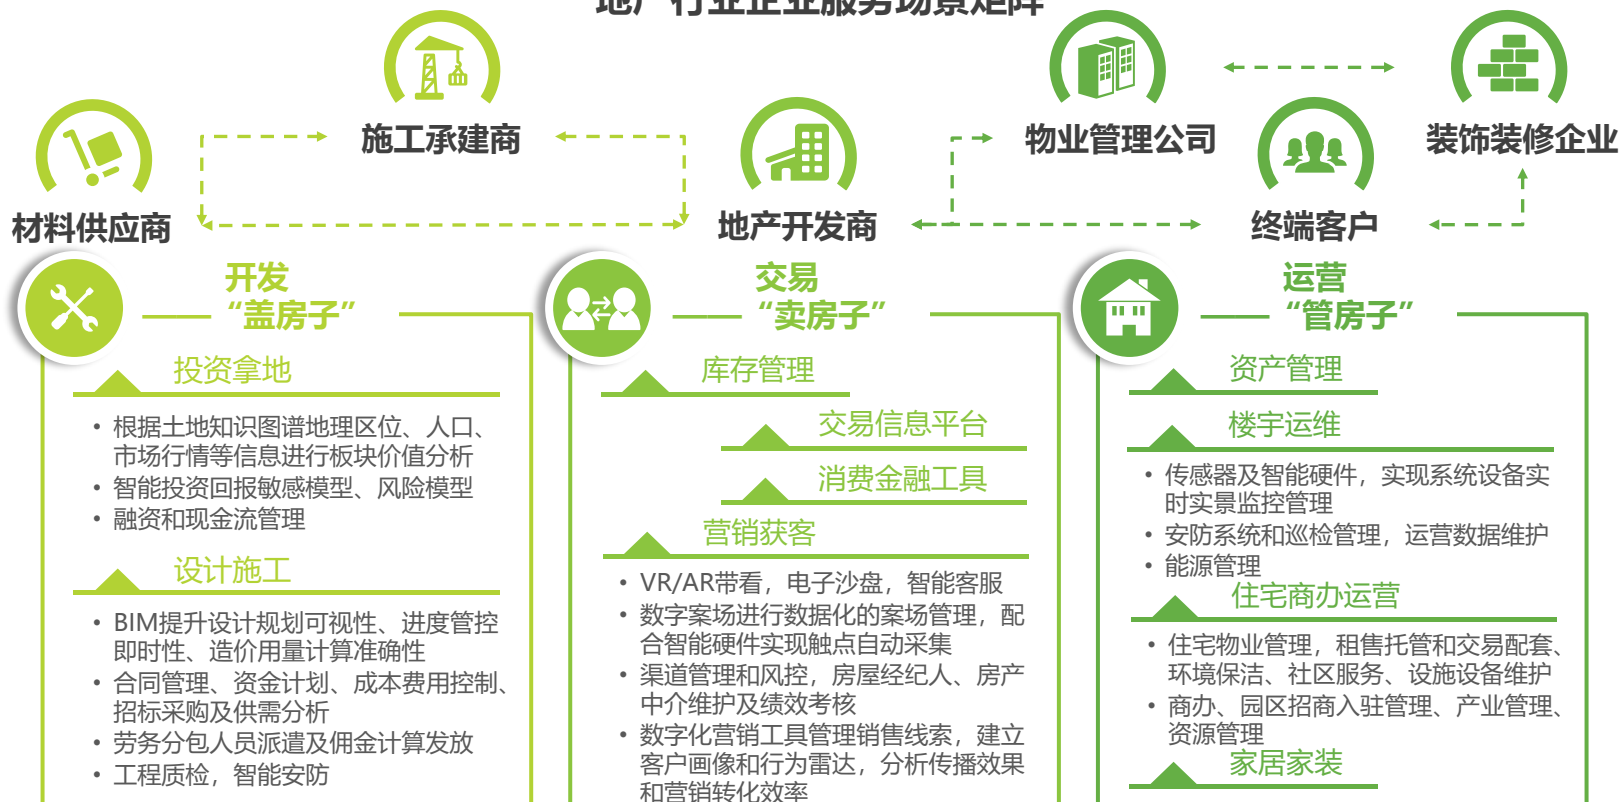 地产行业企业服务场景矩阵
施工承建商
物业管理公司
装饰装修企业
材料供应商
地产开发商
终端客户
开发
“盖房子”
投资拿地
• 根据土地知识图谱地理区位、人口、
市场行情等信息进行板块价值分析
• 智能投资回报敏感模型、风险模型
• 融资和现金流管理
设计施工
• BIM提升设计规划可视性、进度管控
即时性、造价用量计算准确性
• 合同管理、资金计划、成本费用控制、
招标采购及供需分析
• 劳务分包人员派遣及佣金计算发放
• 工程质检，智能安防
交易
“卖房子”
库存管理
交易信息平台
消费金融工具
营销获客
• VR/AR带看，电子沙盘，智能客服
• 数字案场进行数据化的案场管理，配
合智能硬件实现触点自动采集
• 渠道管理和风控，房屋经纪人、房产
中介维护及绩效考核
• 数字化营销工具管理销售线索，建立
客户画像和行为雷达，分析传播效果
和营销转化效率
运营
“管房子”
资产管理
楼宇运维
• 传感器及智能硬件，实现系统设备实
时实景监控管理
• 安防系统和巡检管理，运营数据维护
• 能源管理
住宅商办运营
• 住宅物业管理，租售托管和交易配套、
环境保洁、社区服务、设施设备维护
• 商办、园区招商入驻管理、产业管理、
资源管理
家居家装